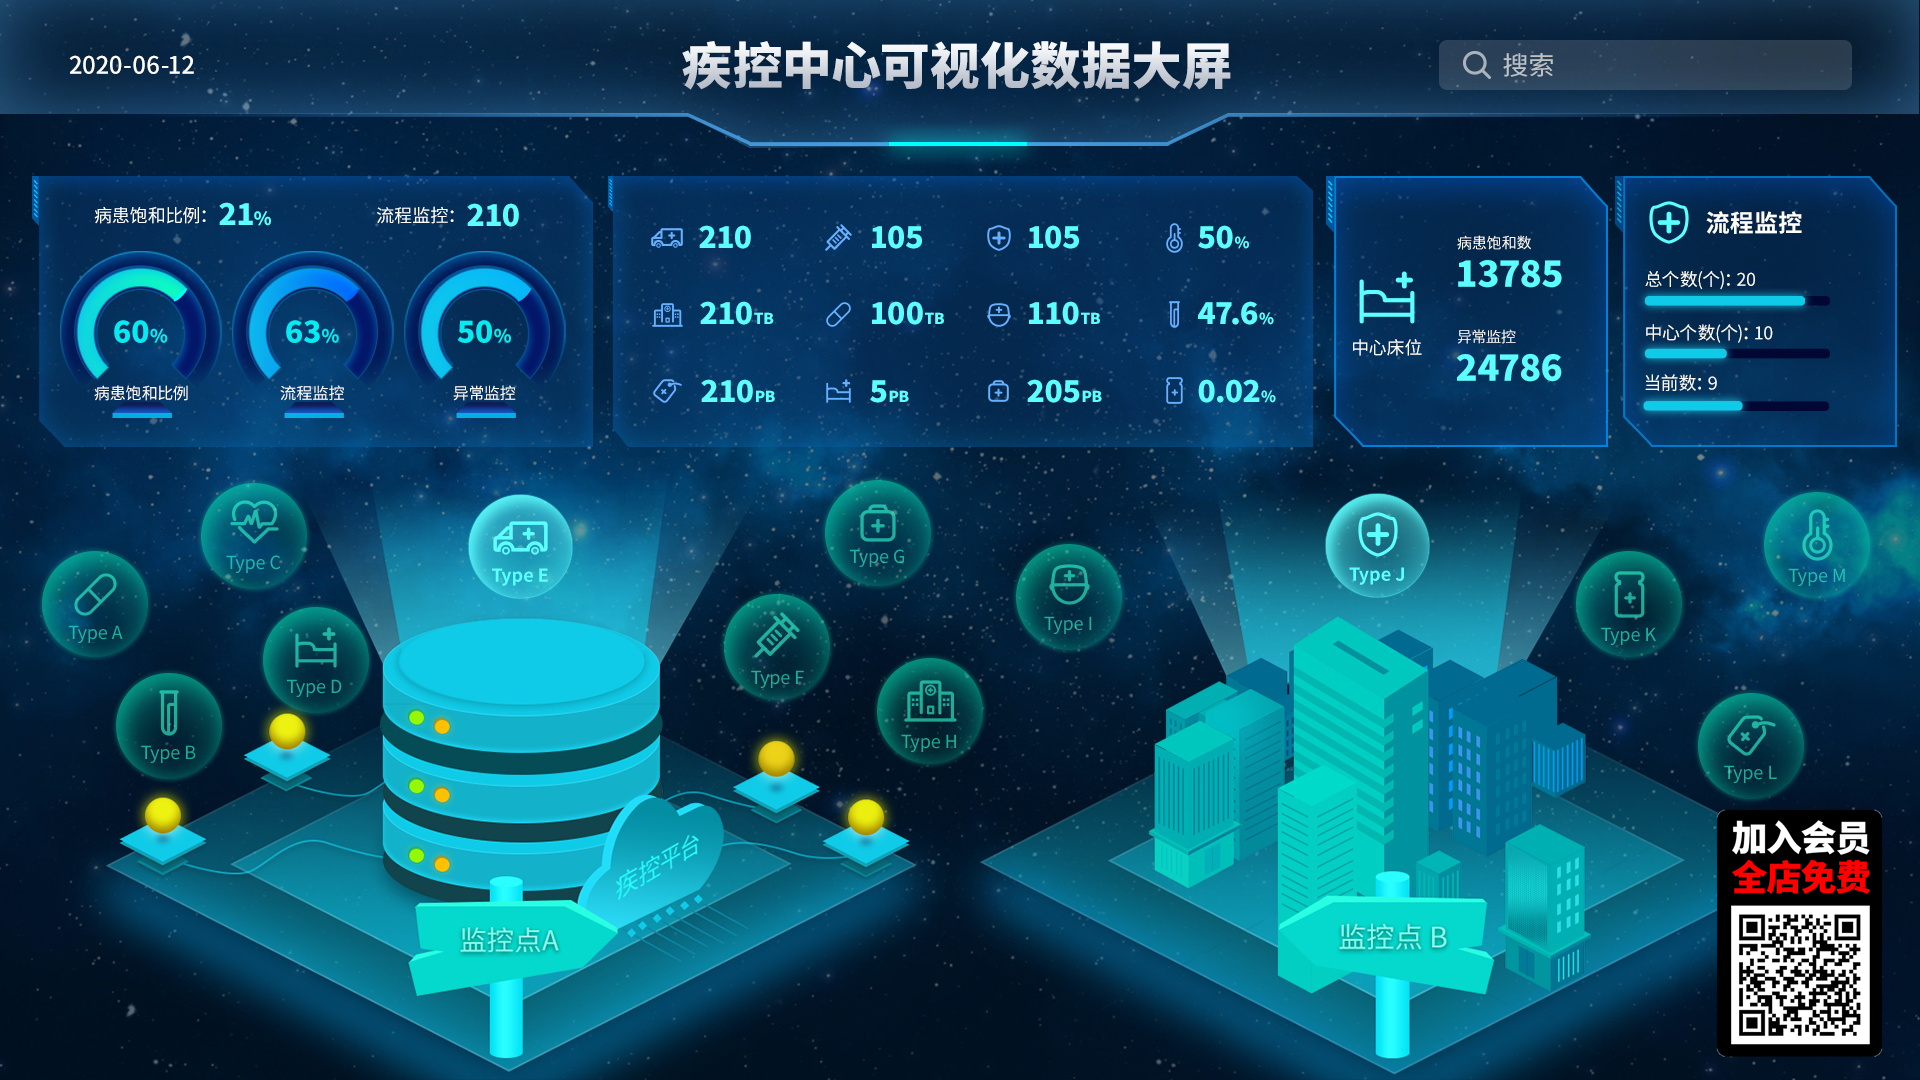 2020-06-12
疾控中心可视化数据大屏
搜索
病患饱和比例: 21%
流程监控: 210
60%
63%
50%
病患饱和比例
流程监控
异常监控
210
105
105
50%
210TB
100TB
110TB
47.6%
210PB
5PB
205PB
0.02%
中心床位
病患饱和数
13785
异常监控
24786
流程监控
总个数(个): 20
中心个数(个): 10
当前数: 9
Type A
Type C
Type B
Type D
Type E
Type G
Type F
Type H
Type I
Type J
Type K
Type M
Type L
疾控平台
监控点A
监控点 B
加入会员
全店免费